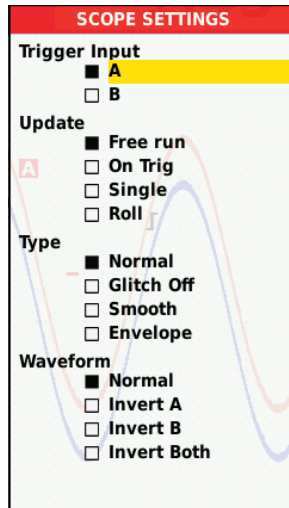 SCOPE SETTINGS
Trigger Input
A
B
Update
Free run
On Trig
A
Single
Roll
Type
Normal
Glitch Off
Smooth
Envelope
Waveform
Normal
Invert A
Invert B
Invert Both